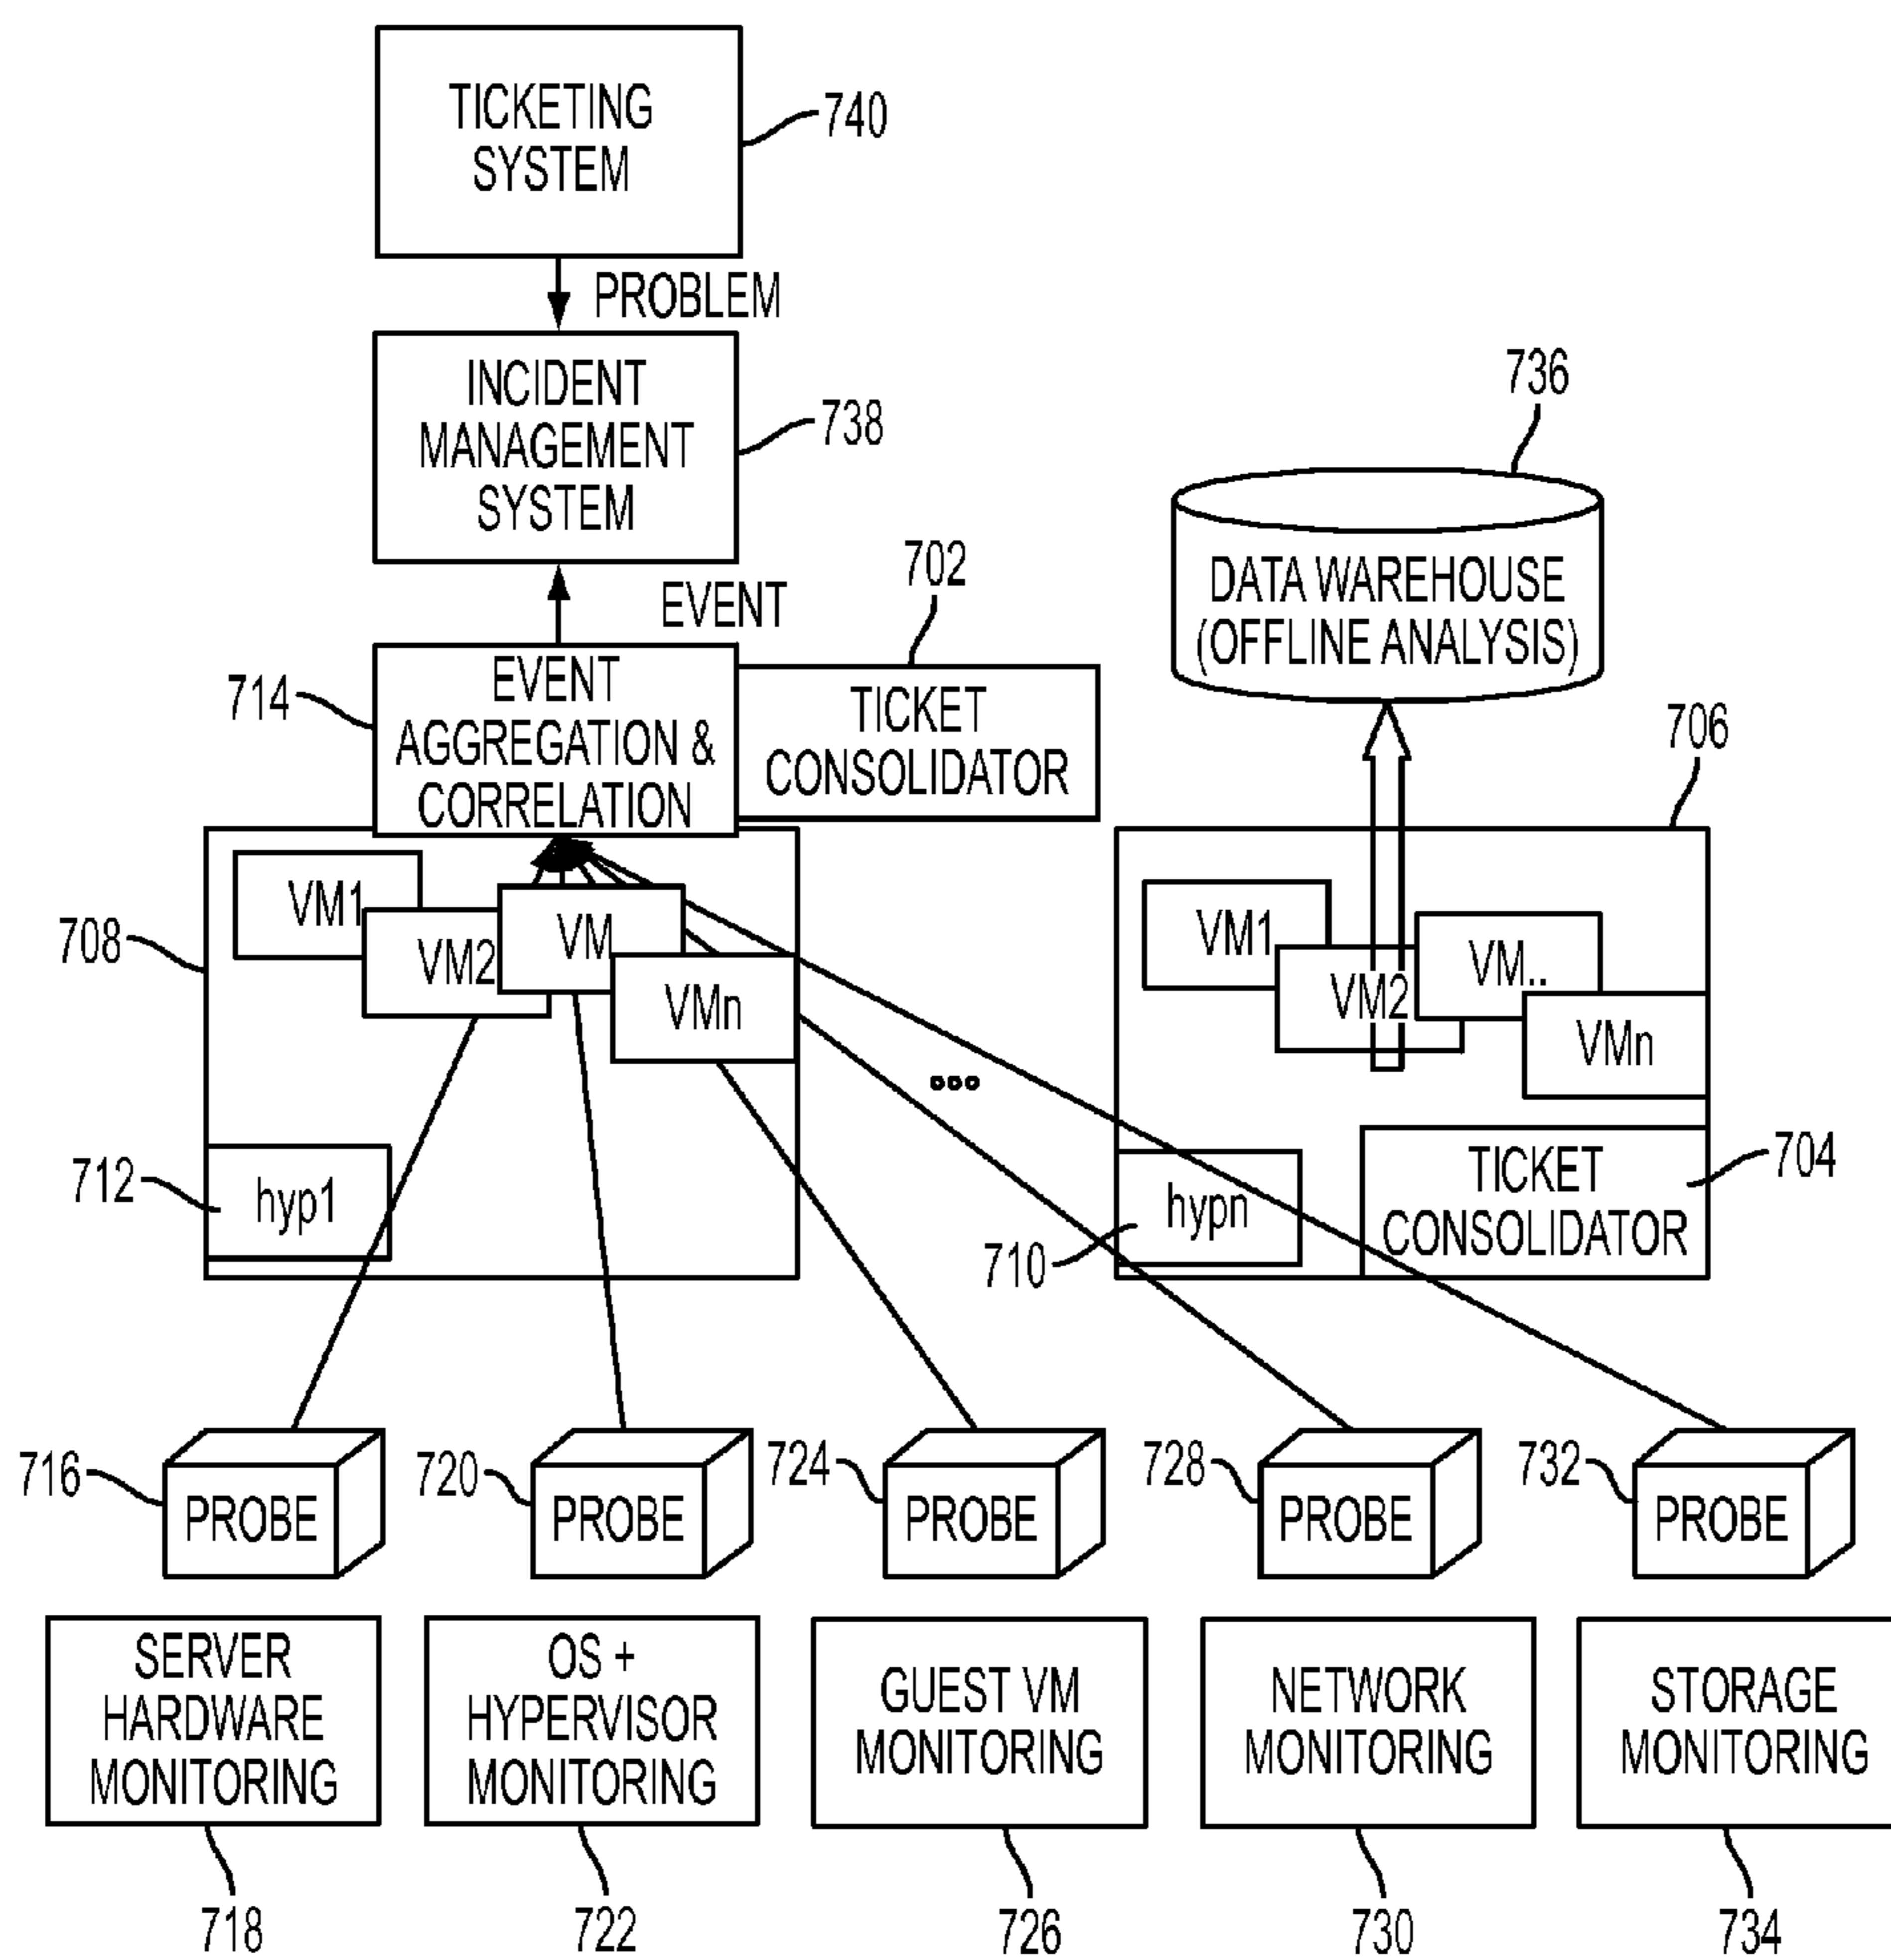 TICKETING
SYSTEM
740
PROBLEM
INCIDENT
MANAGEMENT
SYSTEM
738
736
DATA WAREHOUSE
(OFFLINE ANALYSIS)
EVENT
702
714
EVENT
AGGREGATION &
CORRELATION
TICKET
CONSOLIDATOR
706
708
VM1
VM2
VM
VMn
VM1
VM2
VM..
VMn
712
hyp1
710
hypn
TICKET
CONSOLIDATOR
704
716
PROBE
720
PROBE
724
PROBE
728
PROBE
732
PROBE
SERVER
HARDWARE
MONITORING
OS +
HYPERVISOR
MONITORING
GUEST VM
MONITORING
NETWORK
MONITORING
STORAGE
MONITORING
718
722
726
730
734